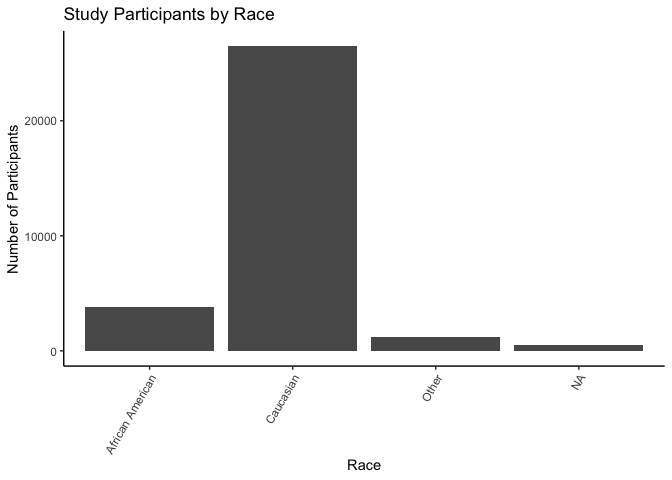 Study Participants by Race
Number of Participants
20000
10000
0
African American
Caucasian
Other
NA
Race